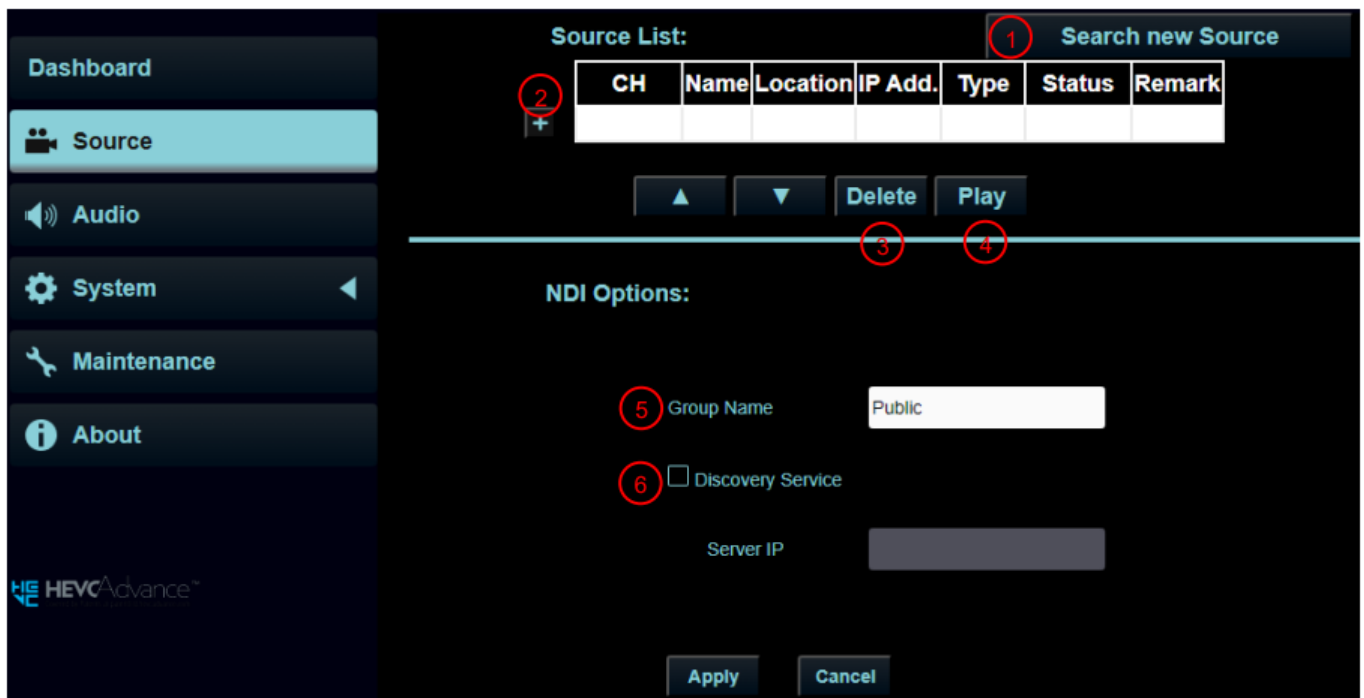 Dashboard
Source
Audio
System
Maintenance
About
HEVCAdvance™
Source List:
1 Search new Source
2
CH Name Location IP Add. Type Status Remark
+
▲ ▼ Delete Play
3 4
NDI Options:
5 Group Name Public
6 Discovery Service
Server IP
Apply Cancel